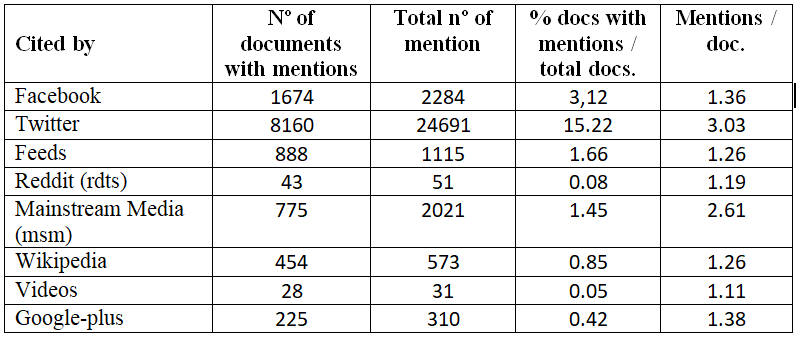 Cited by Nº of documents with mentions Total nº of mention % docs with mentions / total docs. Mentions / doc.
Facebook 1674 2284 3,12 1.36
Twitter 8160 24691 15.22 3.03
Feeds 888 1115 1.66 1.26
Reddit (rdts) 43 51 0.08 1.19
Mainstream Media (msm) 775 2021 1.45 2.61
Wikipedia 454 573 0.85 1.26
Videos 28 31 0.05 1.11
Google-plus 225 310 0.42 1.38